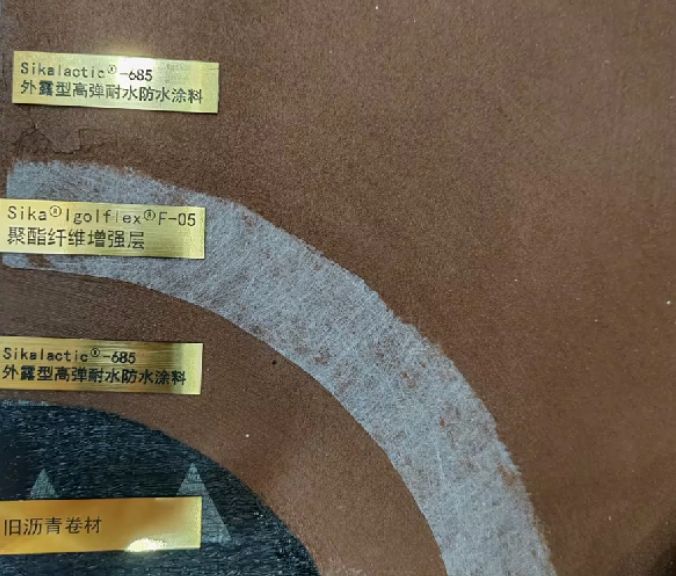 Sikalactic®-685
外露型高弹耐水防水涂料
Sika®Igolflex®F-05
聚酯纤维增强层
Sikalactic®-685
外露型高弹耐水防水涂料
旧沥青卷材